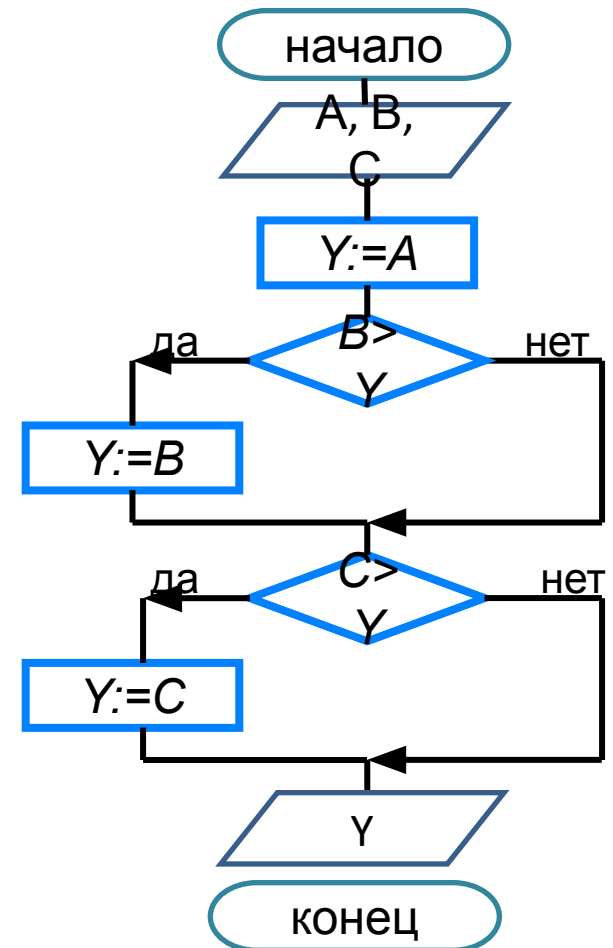 начало
A, B,
C
Y:=A
B>
Y
да
нет
Y:=B
C>
Y
да
нет
Y:=C
Y
конец